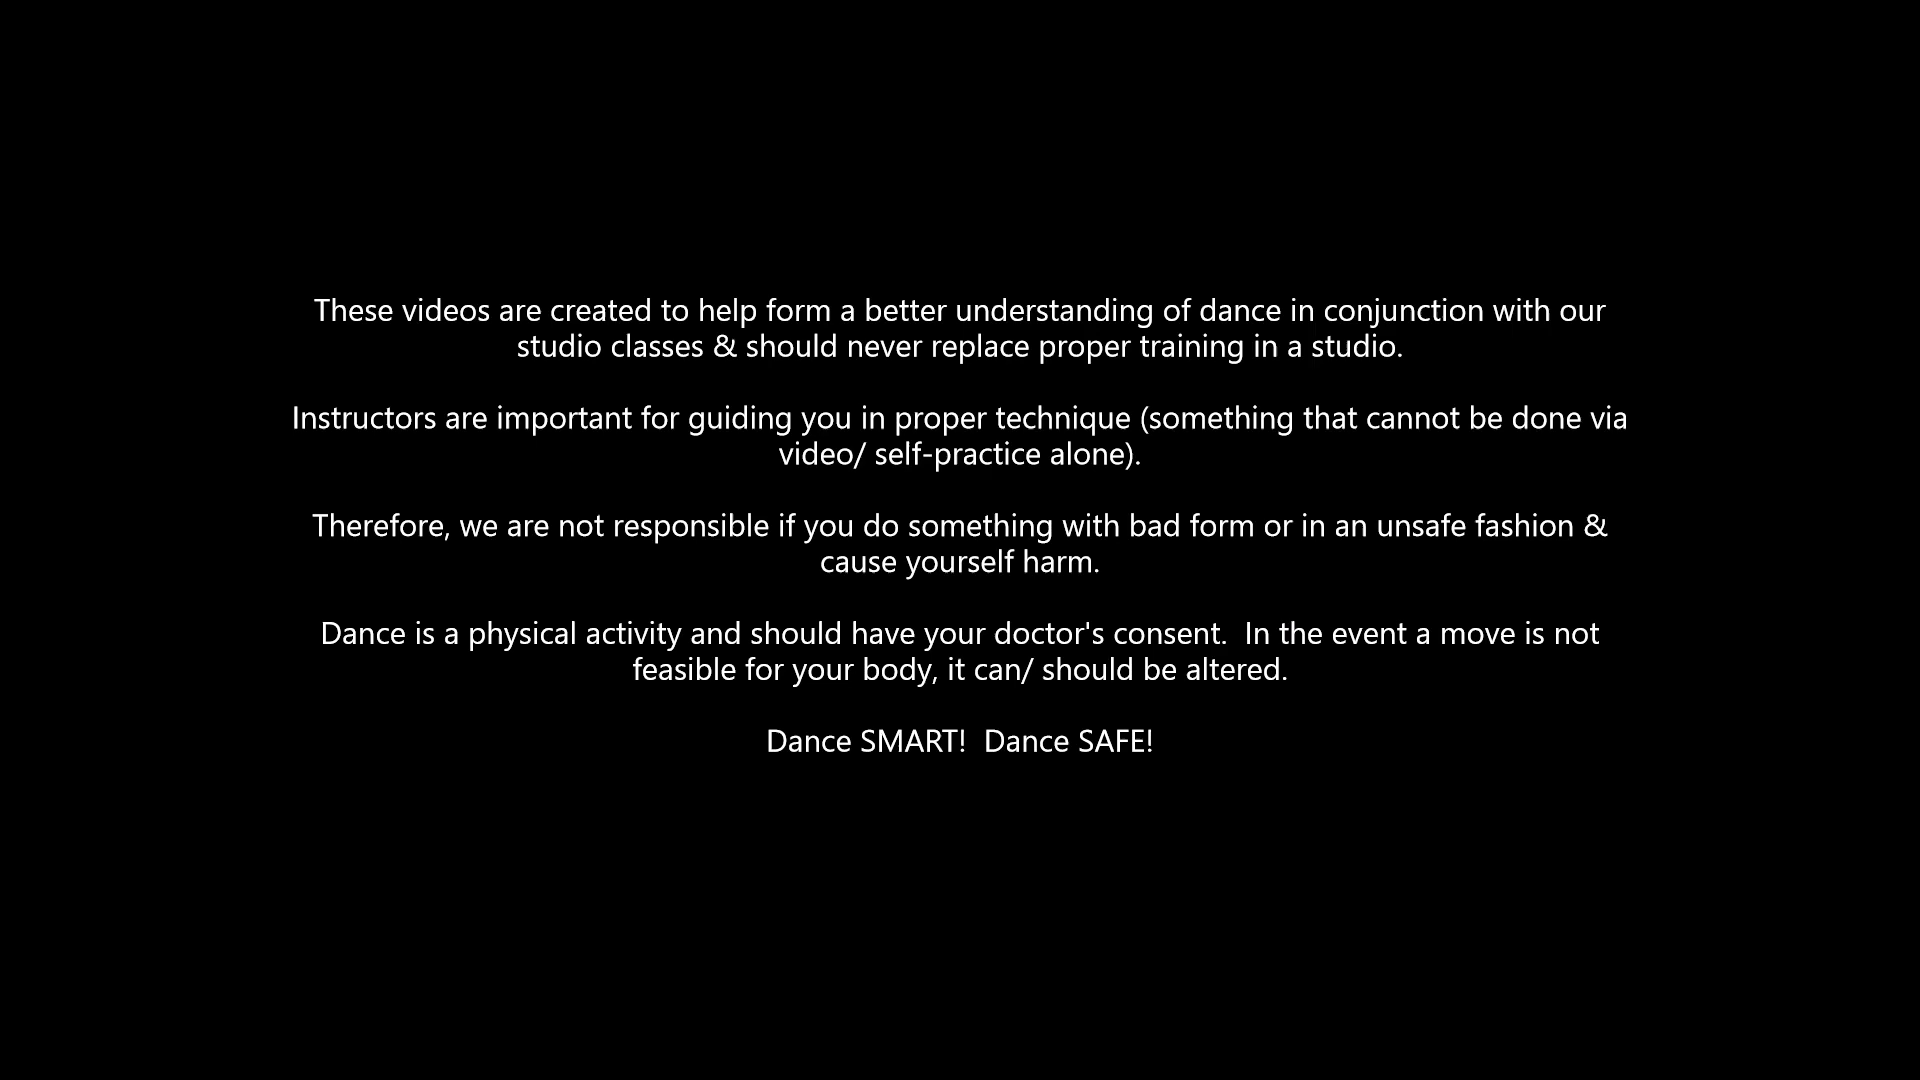 These videos are created to help form a better understanding of dance in conjunction with our
studio classes & should never replace proper training in a studio.
Instructors are important for guiding you in proper technique (something that cannot be done via
video/ self-practice alone).
Therefore, we are not responsible if you do something with bad form or in an unsafe fashion &
cause yourself harm.
Dance is a physical activity and should have your doctor's consent.  In the event a move is not
feasible for your body, it can/ should be altered.
Dance SMART!  Dance SAFE!